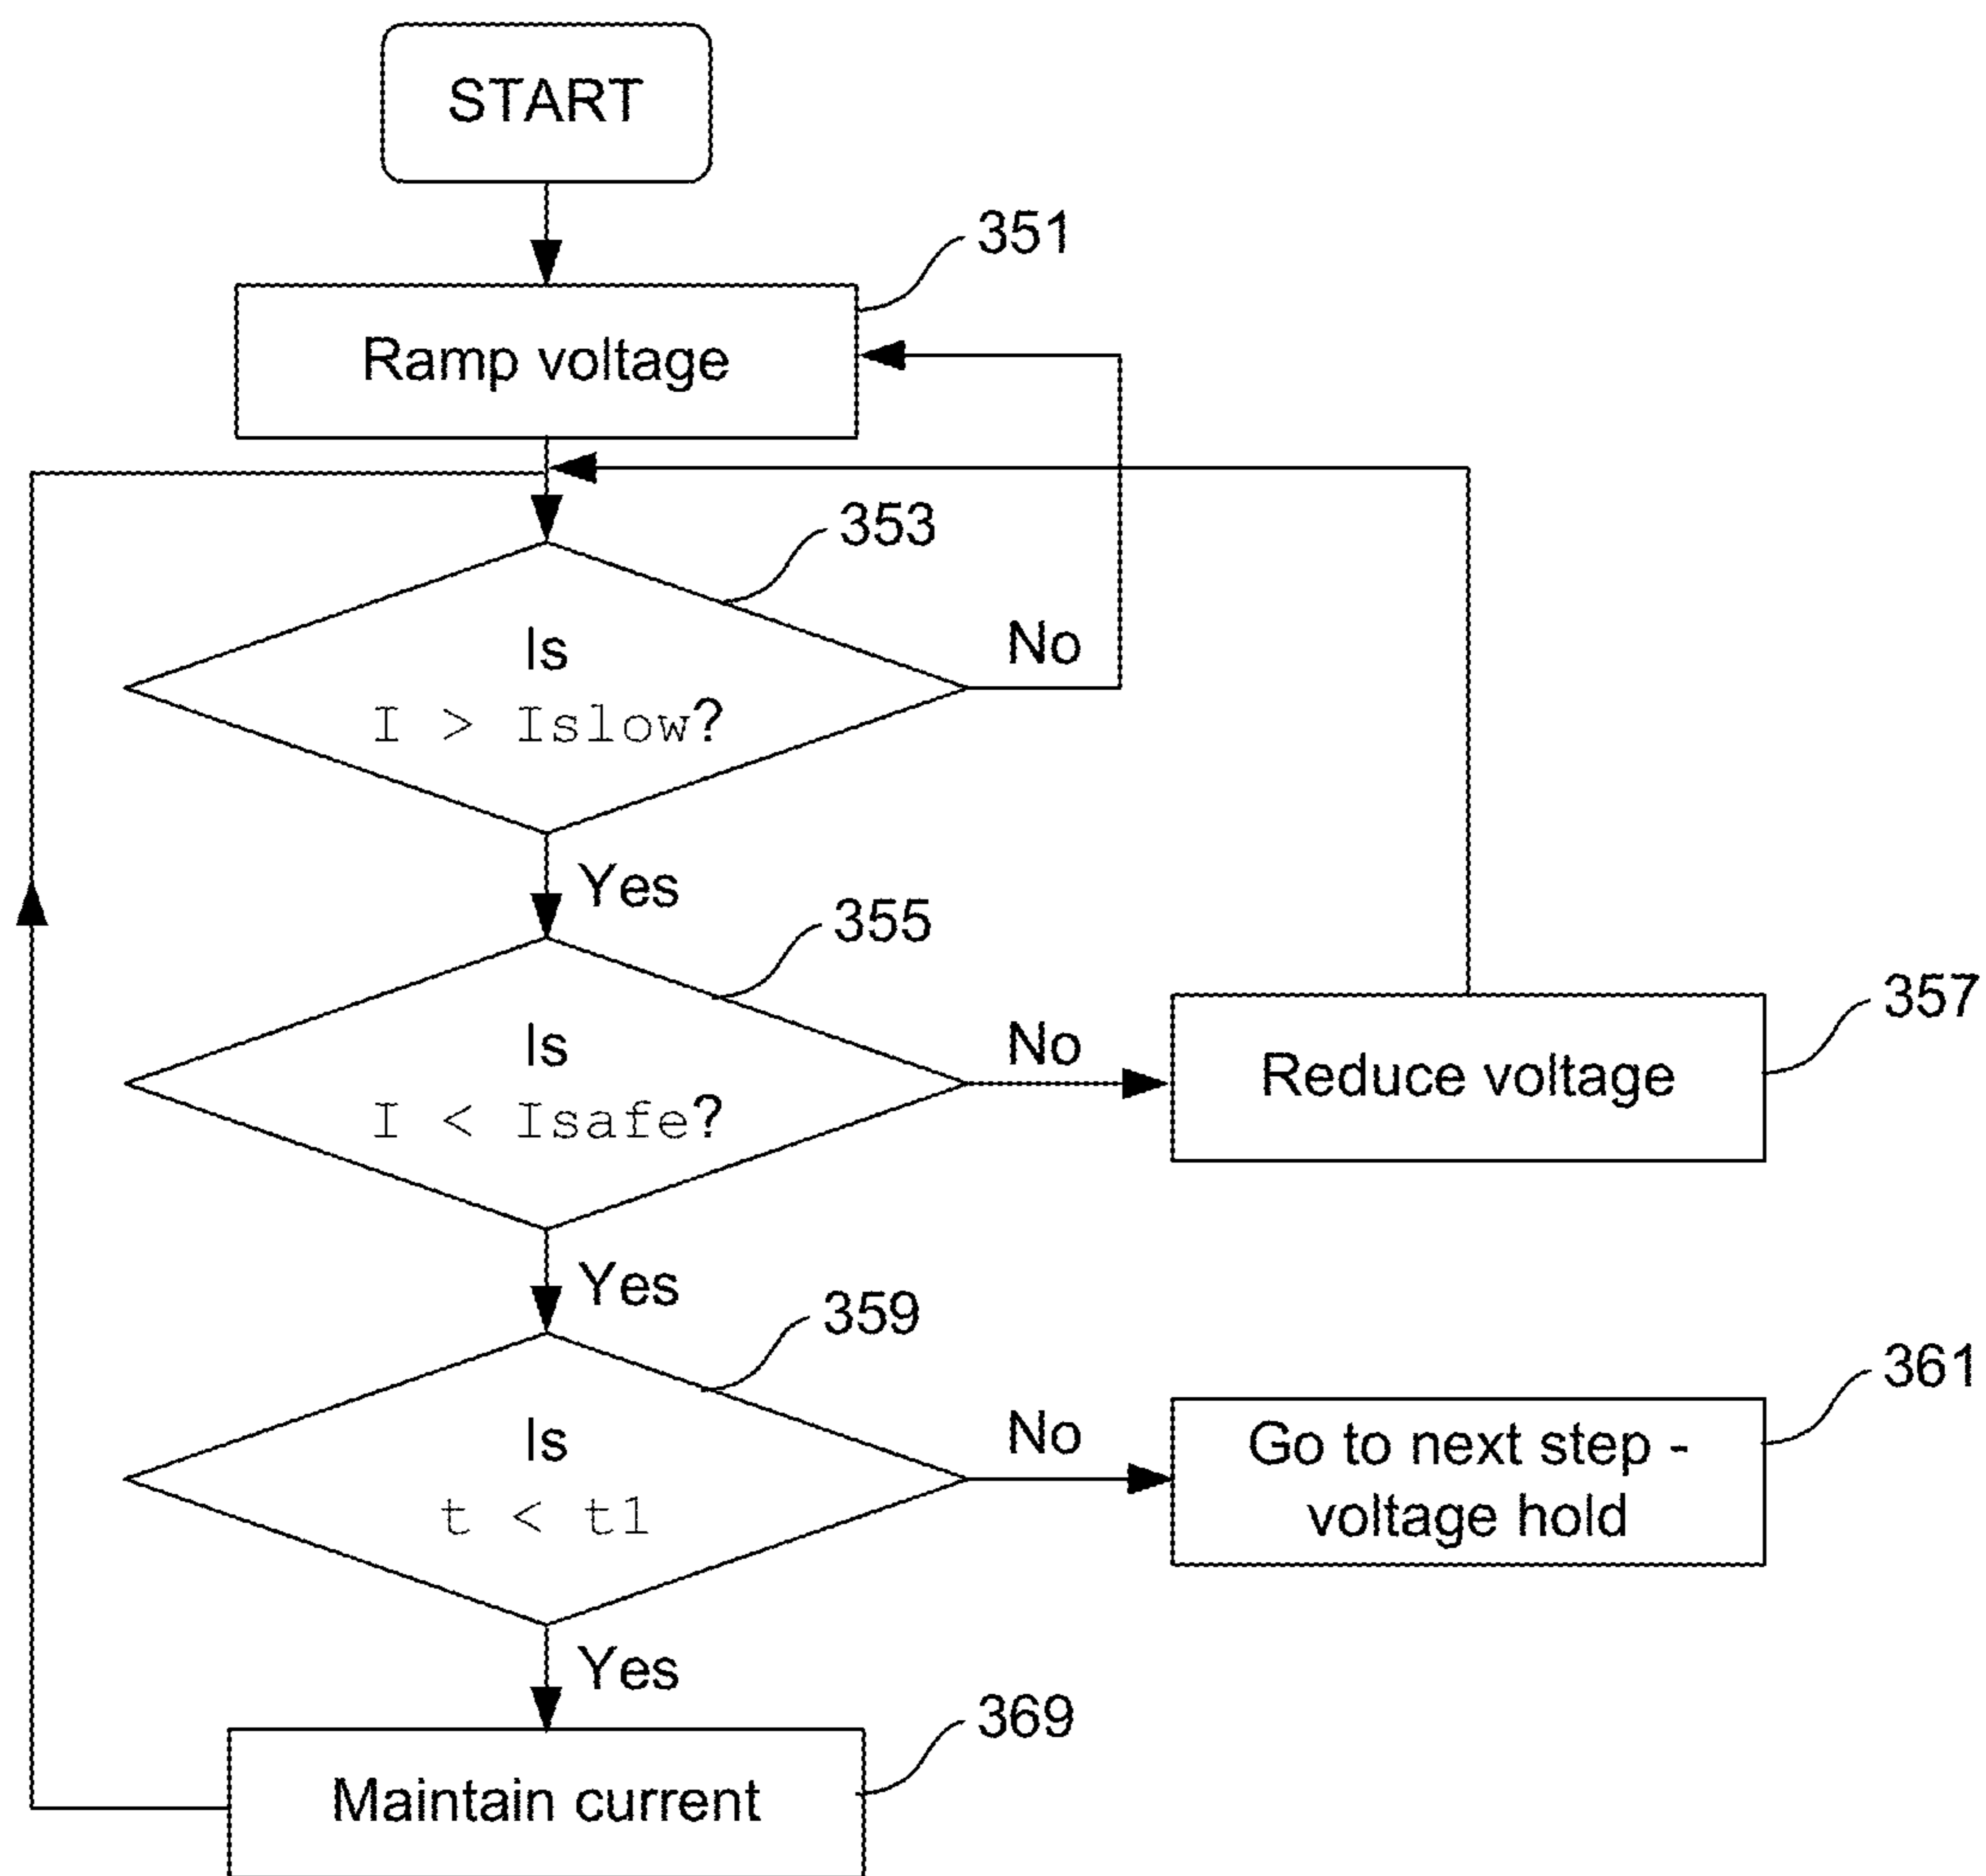 START
351
Ramp voltage
353
Is
I > Islow?
No
Yes
355
Is
I < Isafe?
No
357
Reduce voltage
Yes
359
Is
t < t1
No
361
Go to next step -
voltage hold
Yes
369
Maintain current